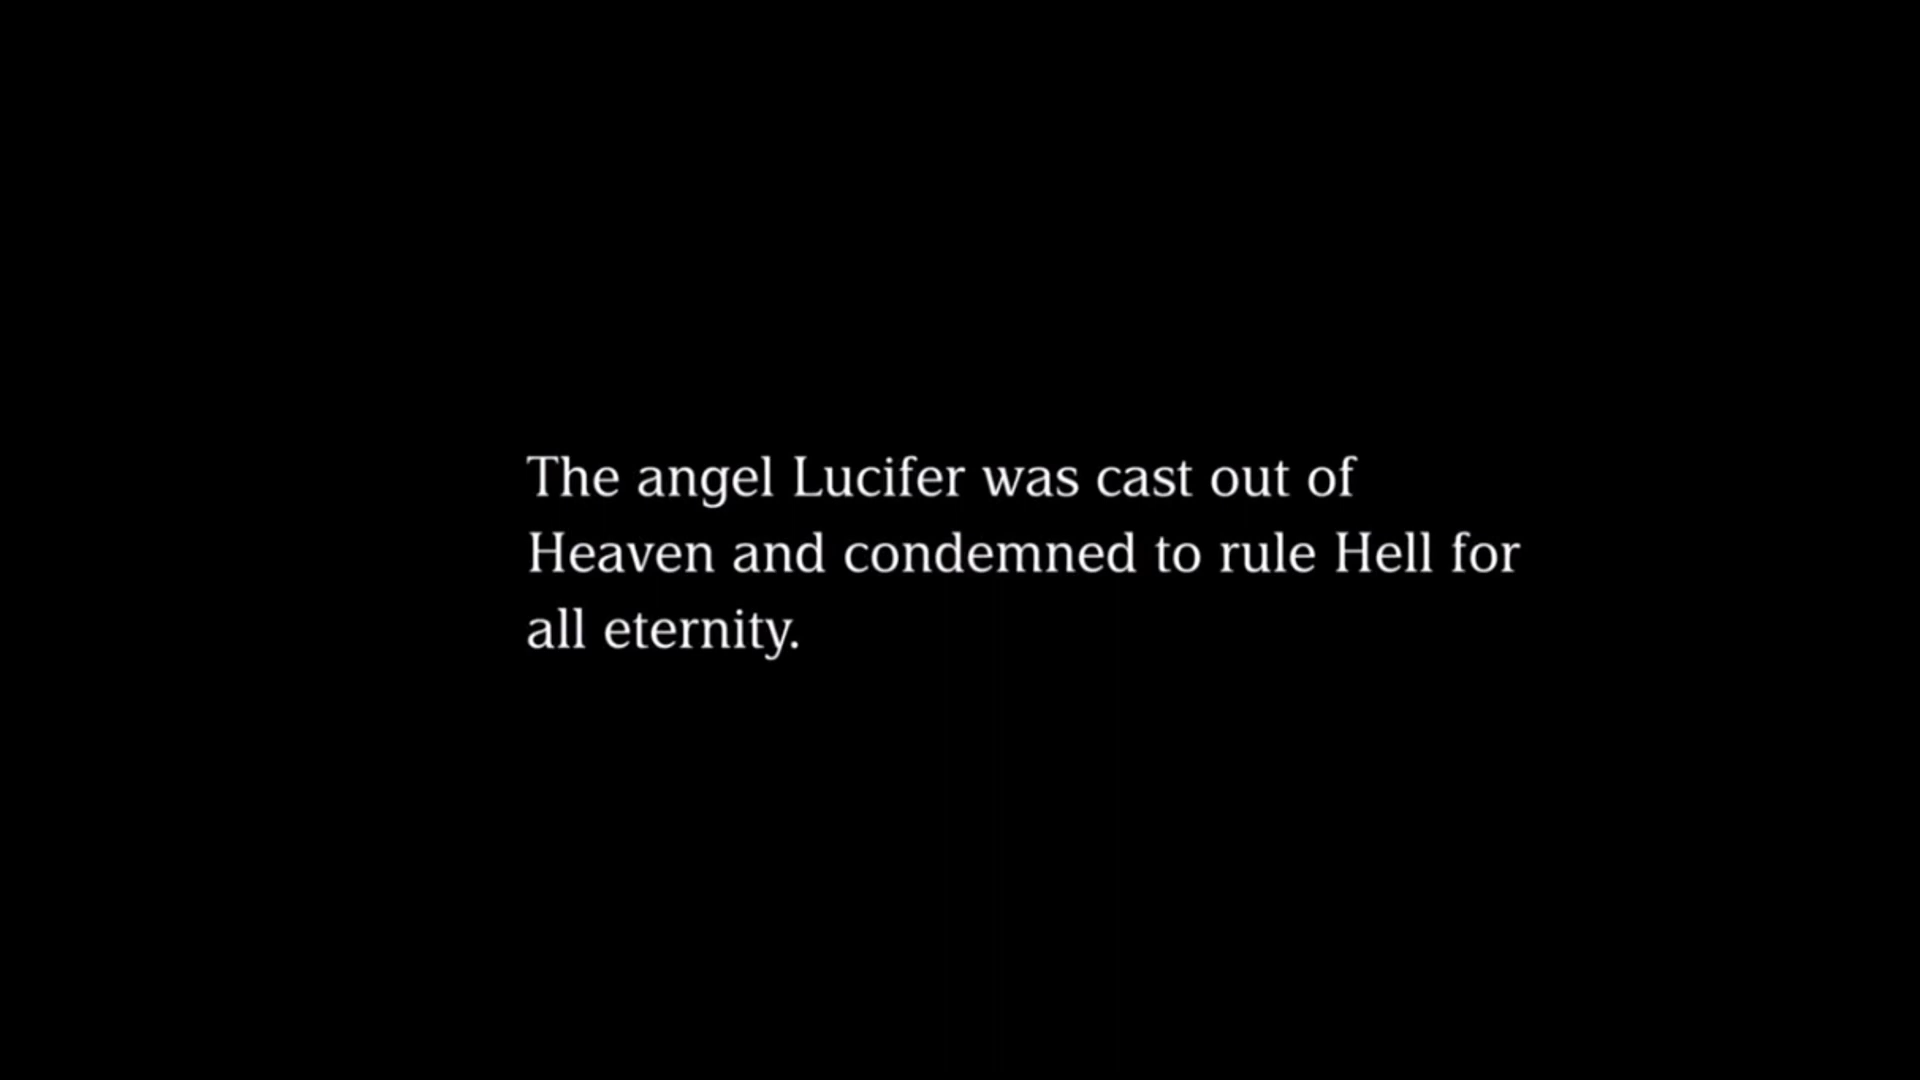 The angel Lucifer was cast out of
Heaven and condemned to rule Hell for
all eternity.